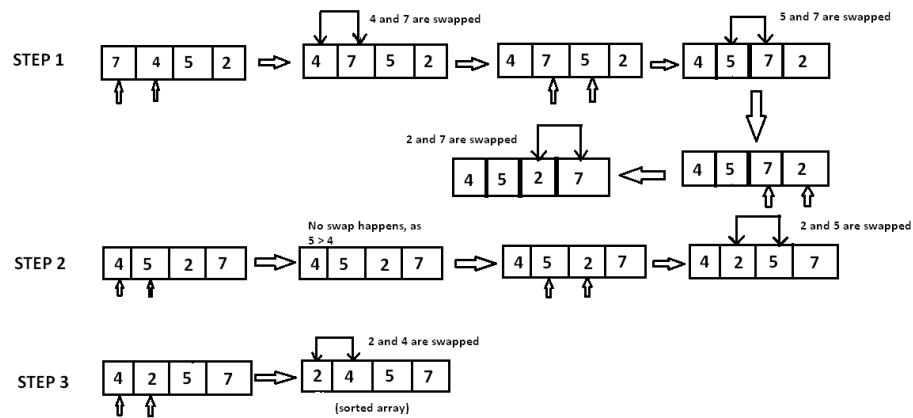 4 and 7 are swapped
5 and 7 are swapped
STEP 1
7 4 5 2
4 7 5 2
4 7 5 2
4 5 7 2
2 and 7 are swapped
4 5 2 7
4 5 7 2
No swap happens, as
5 > 4
2 and 5 are swapped
STEP 2
4 5 2 7
4 5 2 7
4 5 2 7
4 2 5 7
2 and 4 are swapped
STEP 3
4 2 5 7
2 4 5 7
(sorted array)